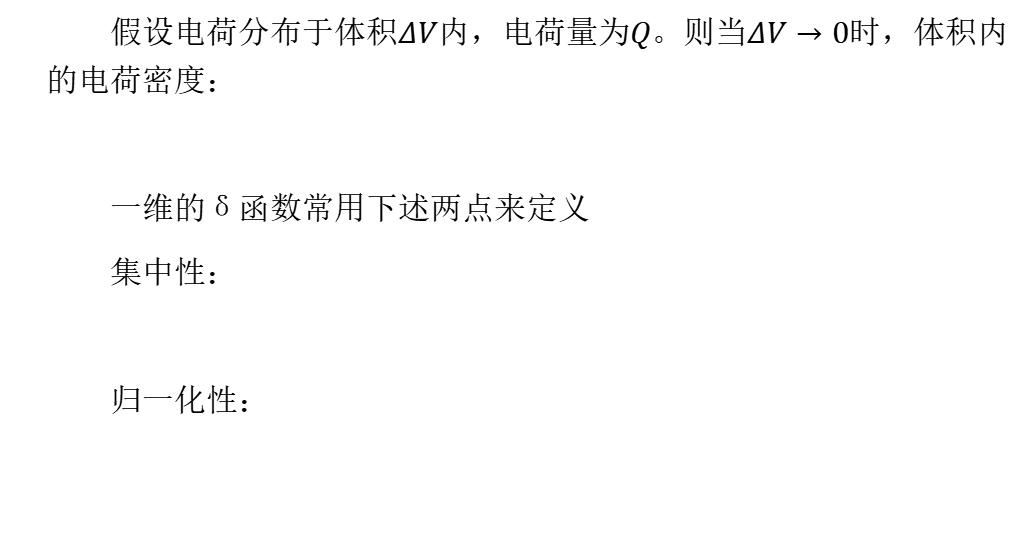 假设电荷分布于体积ΔV内，电荷量为Q。则当ΔV → 0时，体积内
的电荷密度：
一维的 δ 函数常用下述两点来定义
集中性：
归一化性：